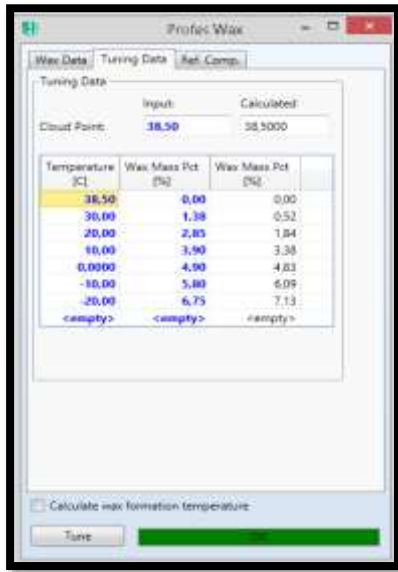 Profes Wax
Wax Data Tuning Data Ref. Comp.
Tuning Data
Input: Calculated
Cloud Point: 38,50 38,5000
Temperature Wax Mass Pct Wax Mass Pct
[C] [%] [%]
38,50 0,00 0,00
30,00 1,38 0,52
20,00 2,85 1,84
10,00 3,90 3,38
0,0000 4,90 4,83
-10,00 5,80 6,09
-20,00 6,75 7,13
<empty> <empty> <empty>
Calculate wax formation temperature
Tune